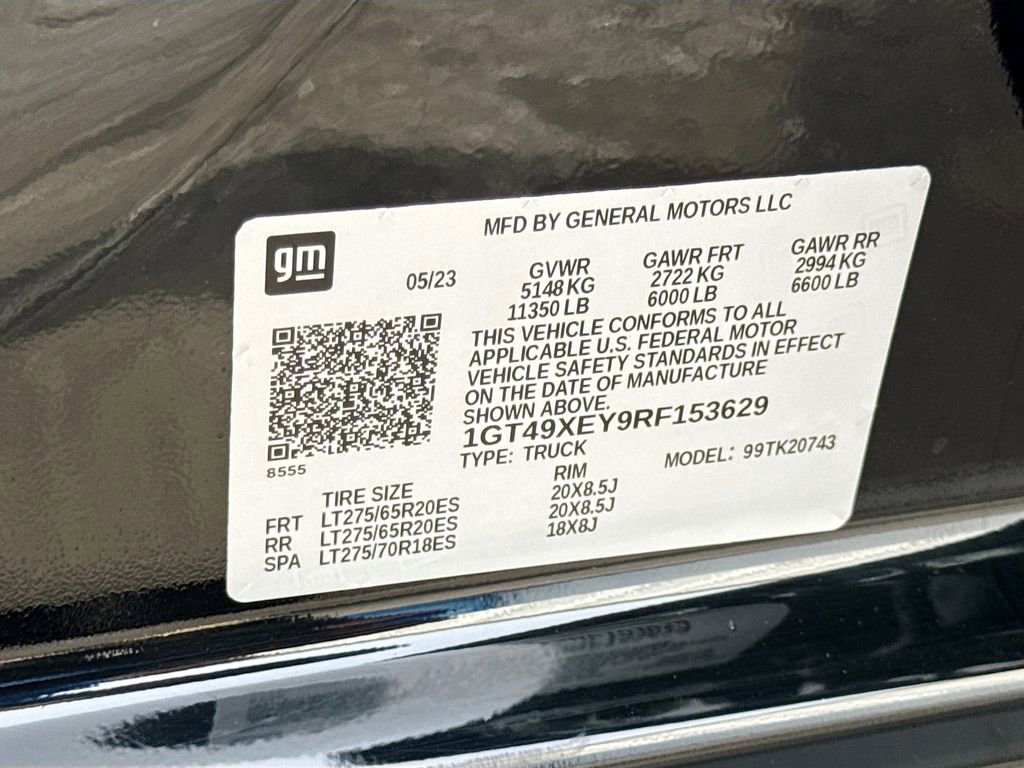 MFD BY GENERAL MOTORS LLC
gm
05/23
GVWR
5148 KG
11350 LB
GAWR FRT
2722 KG
6000 LB
GAWR RR
2994 KG
6600 LB
THIS VEHICLE CONFORMS TO ALL
APPLICABLE U.S. FEDERAL MOTOR
VEHICLE SAFETY STANDARDS IN EFFECT
ON THE DATE OF MANUFACTURE
SHOWN ABOVE.
1GT49XEY9RF153629
TYPE: TRUCK
MODEL: 99TK20743
8555
TIRE SIZE RIM
FRT LT275/65R20ES 20X8.5J
RR LT275/65R20ES 20X8.5J
SPA LT275/70R18ES 18X8J